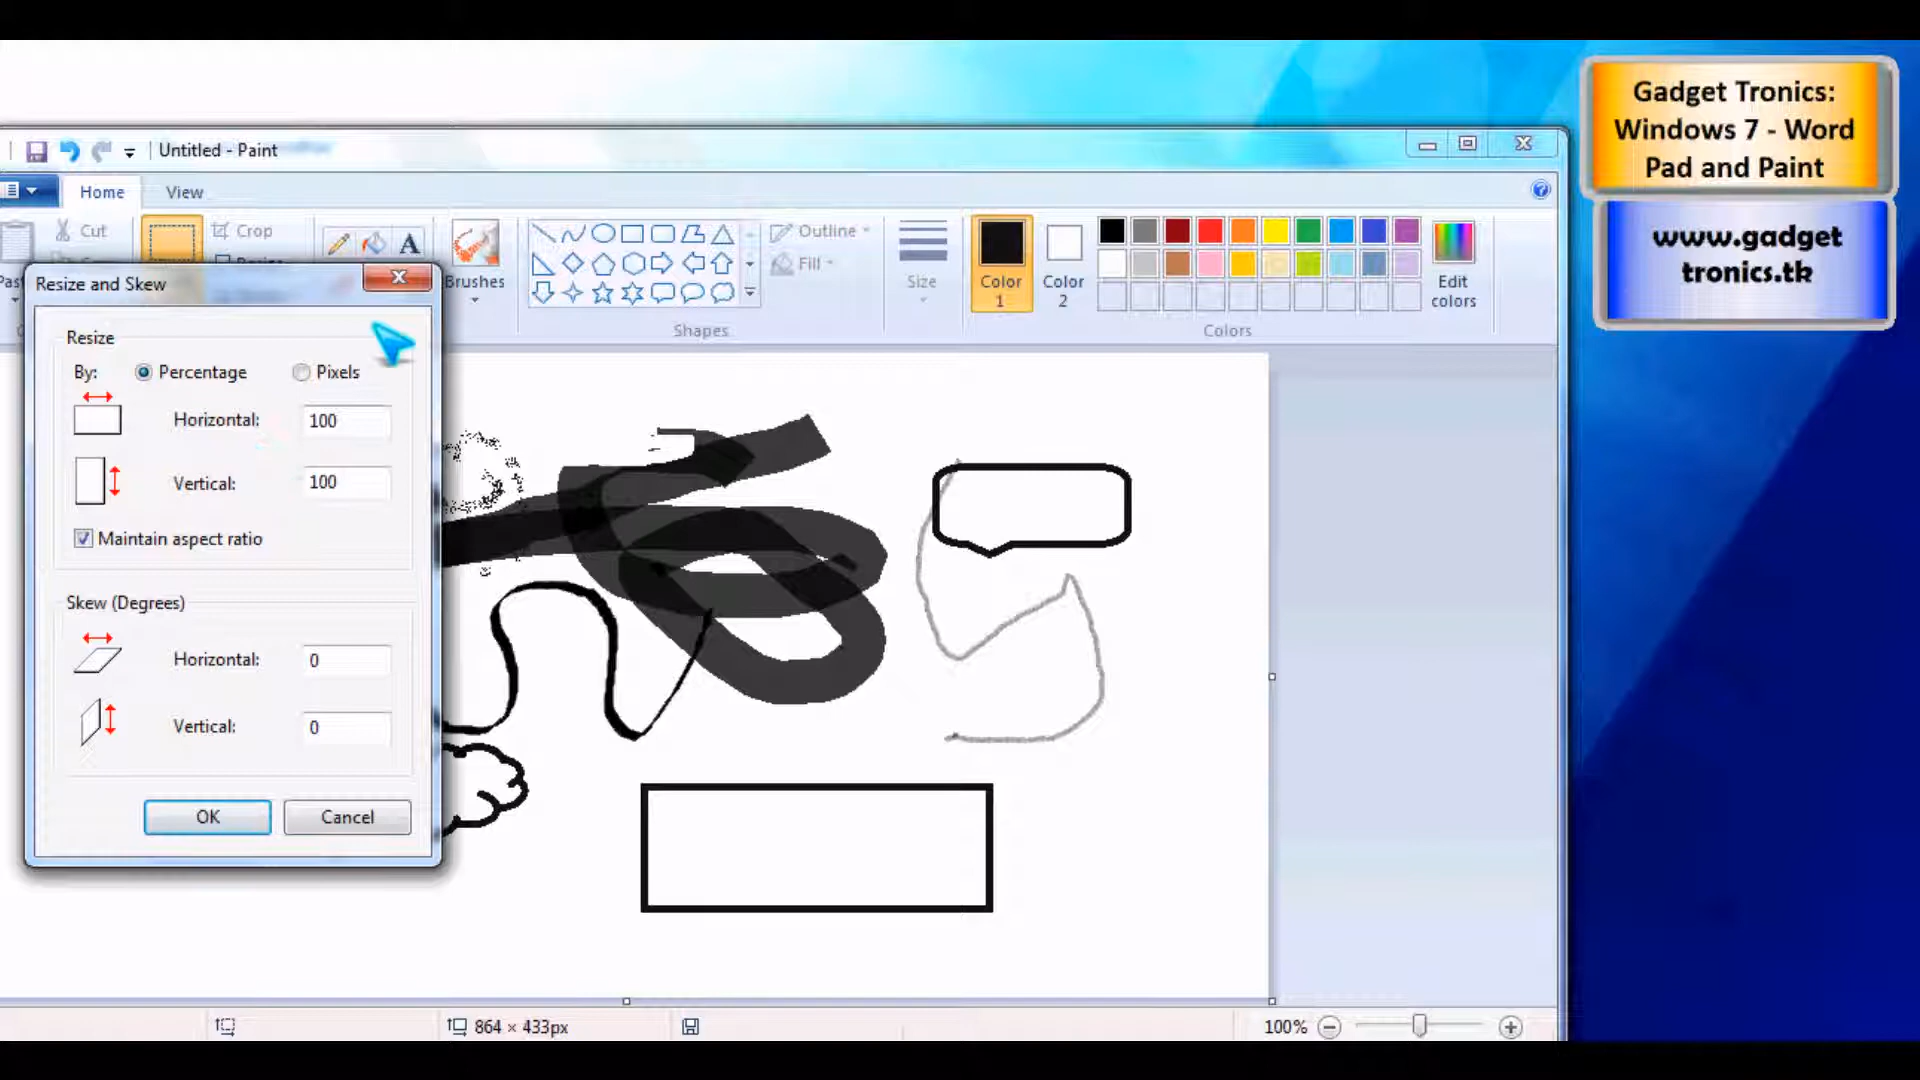 Gadget Tronics:
Windows 7 - Word
Pad and Paint
www.gadget
tronics.tk
Untitled - Paint
Home
View
Cut
Crop
Brushes
Outline
Fill
Shapes
Size
Color
1
Color
2
Edit
colors
Colors
Resize and Skew
Resize
By:
Percentage
Pixels
Horizontal:
100
Vertical:
100
Maintain aspect ratio
Skew (Degrees)
Horizontal:
0
Vertical:
0
OK
Cancel
864 × 433px
100%